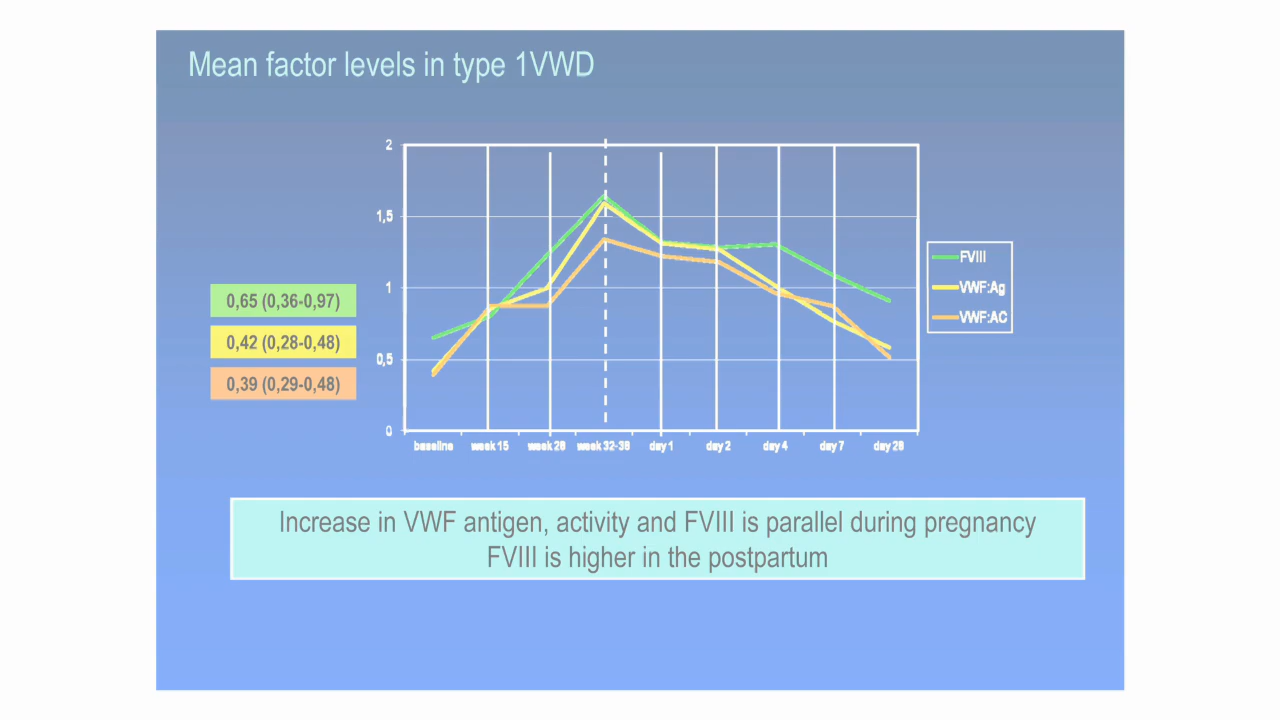 Mean factor levels in type 1VWD
2
1,5
1
0,5
0
0,65 (0,36-0,97)
0,42 (0,28-0,48)
0,39 (0,29-0,48)
FVIII
VWF:Ag
VWF:AC
baseline week 15 week 28 week 32-38 day 1 day 2 day 4 day 7 day 28
Increase in VWF antigen, activity and FVIII is parallel during pregnancy
FVIII is higher in the postpartum